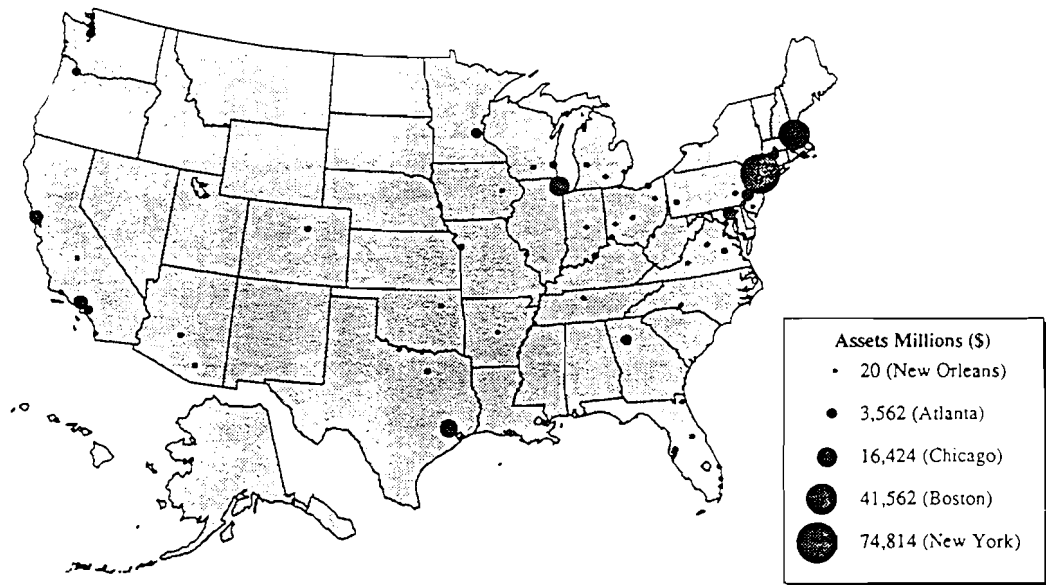 Assets Millions ($)
20 (New Orleans)
3,562 (Atlanta)
16,424 (Chicago)
41,562 (Boston)
74,814 (New York)